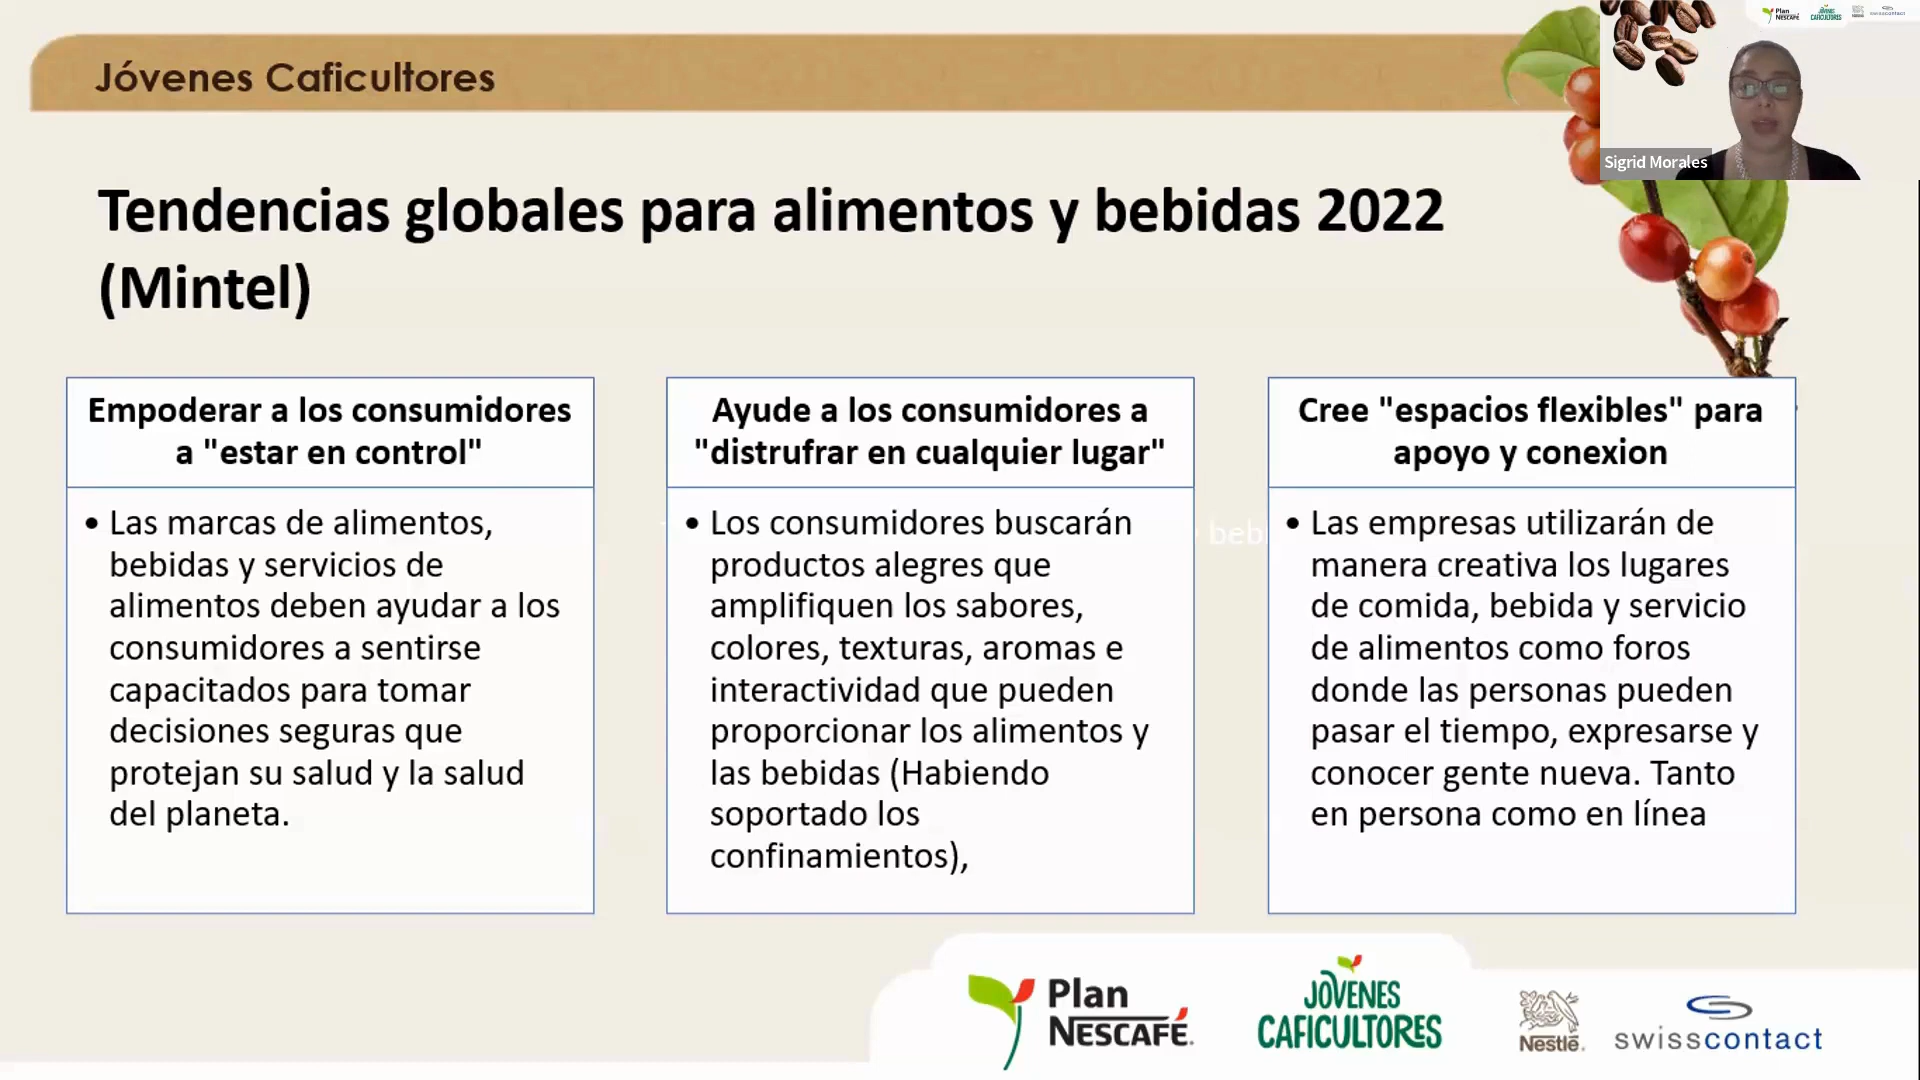 Jóvenes Caficultores
Plan
NESCAFÉ
JÓVENES
CAFICULTORES
swisscontact
Sigrid Morales
Tendencias globales para alimentos y bebidas 2022
(Mintel)
Empoderar a los consumidores
a "estar en control"
• Las marcas de alimentos,
bebidas y servicios de
alimentos deben ayudar a los
consumidores a sentirse
capacitados para tomar
decisiones seguras que
protejan su salud y la salud
del planeta.
Ayude a los consumidores a
"distrufrar en cualquier lugar"
• Los consumidores buscarán
productos alegres que
amplifiquen los sabores,
colores, texturas, aromas e
interactividad que pueden
proporcionar los alimentos y
las bebidas (Habiendo
soportado los
confinamientos),
Cree "espacios flexibles" para
apoyo y conexion
• Las empresas utilizarán de
manera creativa los lugares
de comida, bebida y servicio
de alimentos como foros
donde las personas pueden
pasar el tiempo, expresarse y
conocer gente nueva. Tanto
en persona como en línea
Plan
NESCAFÉ®
JÓVENES
CAFICULTORES
Nestlé®
swisscontact